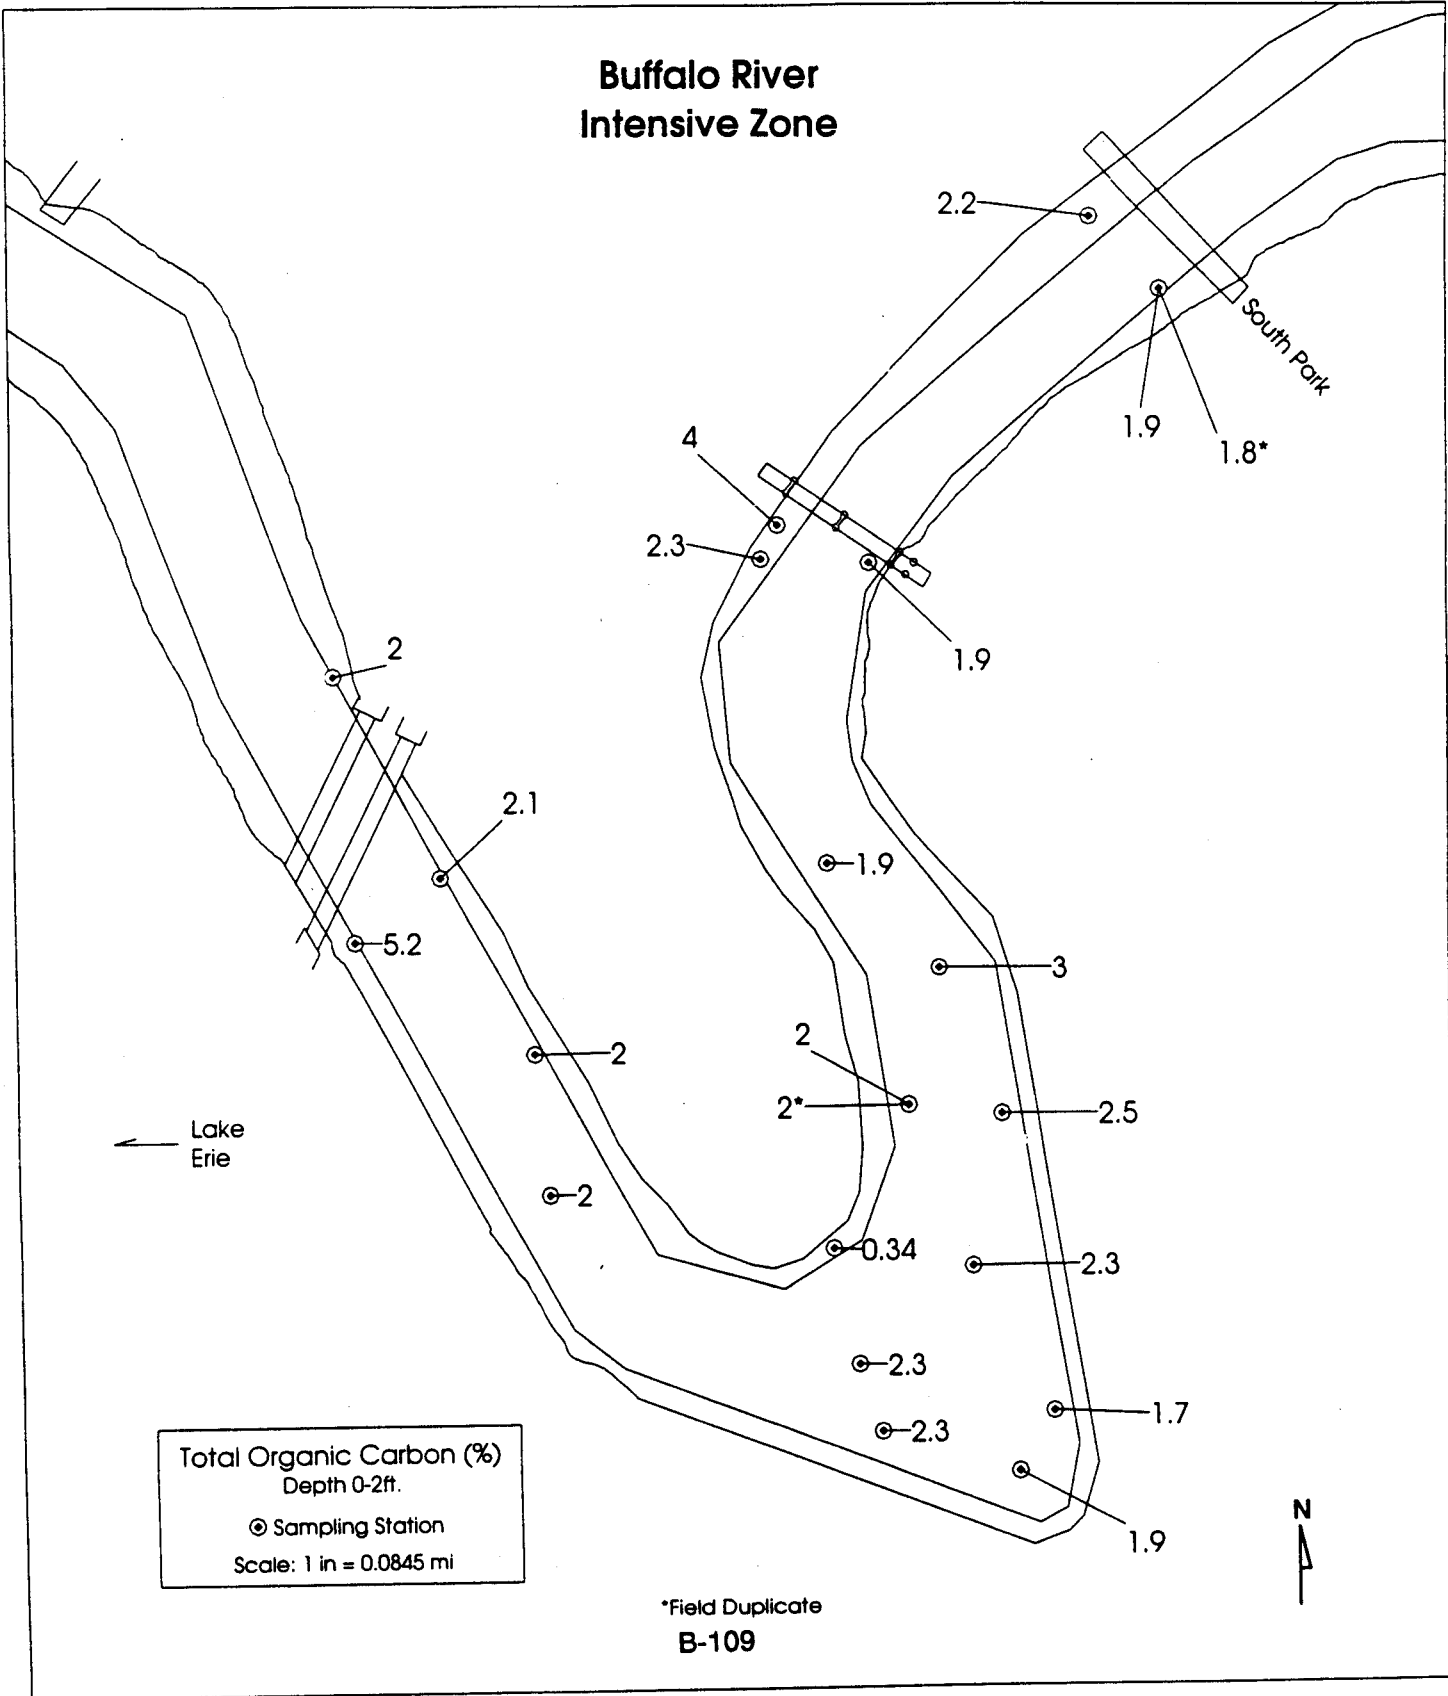 Buffalo River
Intensive Zone
2.2
South Park
1.9
1.8*
4
2.3
1.9
2
2.1
1.9
5.2
3
2
2
2*
2.5
Lake
Erie
2
0.34
2.3
2.3
1.7
2.3
1.9
Total Organic Carbon (%)
Depth 0-2ft.
Sampling Station
Scale: 1 in = 0.0845 mi
N
*Field Duplicate
B-109